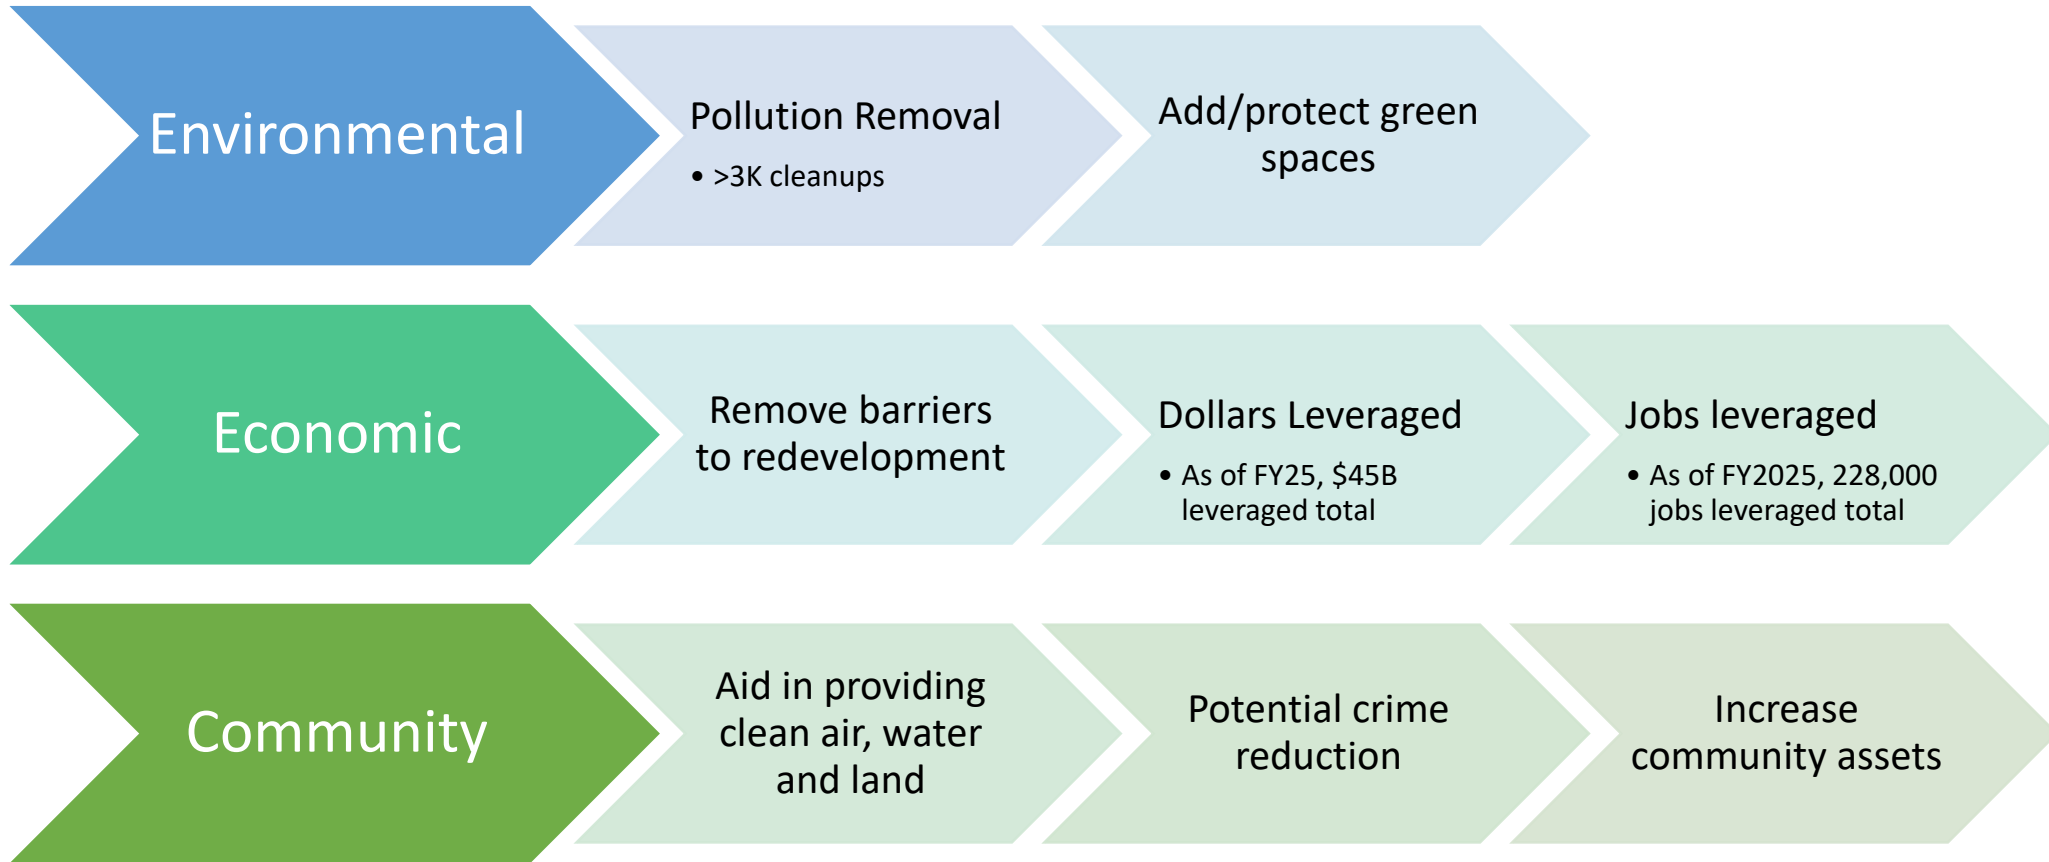 Environmental
Pollution Removal
• >3K cleanups
Add/protect green
spaces
Economic
Remove barriers
to redevelopment
Dollars Leveraged
• As of FY25, $45B
leveraged total
Jobs leveraged
• As of FY2025, 228,000
jobs leveraged total
Community
Aid in providing
clean air, water
and land
Potential crime
reduction
Increase
community assets